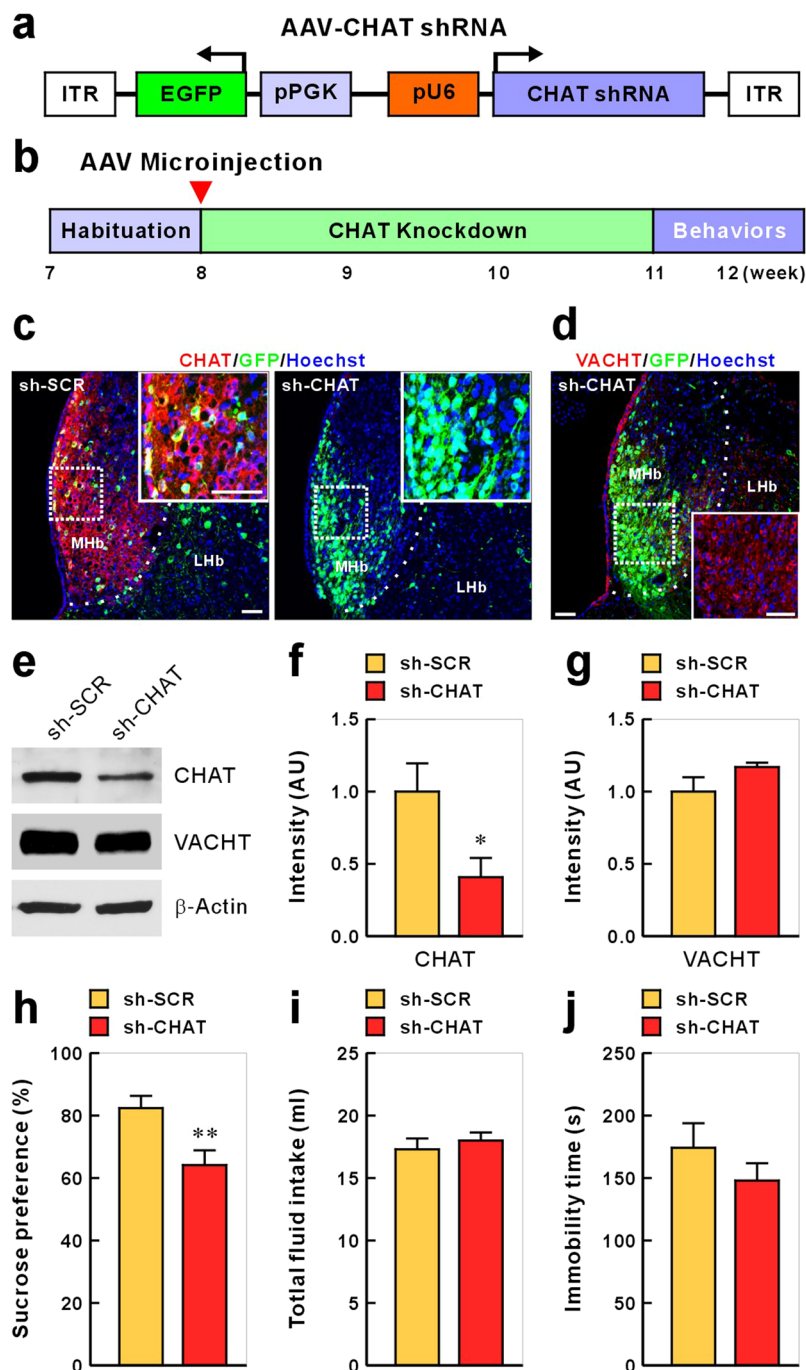 a
AAV-CHAT shRNA
ITR EGFP pPGK pU6 CHAT shRNA ITR
b
AAV Microinjection
Habituation CHAT Knockdown Behaviors
7 8 9 10 11 12 (week)
c
CHAT/GFP/Hoechst
sh-SCR
MHb
LHb
sh-CHAT
MHb
LHb
d
VACHT/GFP/Hoechst
sh-CHAT
MHb
LHb
e
sh-SCR
sh-CHAT
CHAT
VACHT
β-Actin
f
sh-SCR
sh-CHAT
Intensity (AU)
1.5
1.0
0.5
0.0
*
CHAT
g
sh-SCR
sh-CHAT
Intensity (AU)
1.5
1.0
0.5
0.0
VACHT
h
sh-SCR
sh-CHAT
Sucrose preference (%)
100
80
60
40
20
0
**
i
sh-SCR
sh-CHAT
Totlal fluid intake (ml)
25
20
15
10
5
0
j
sh-SCR
sh-CHAT
Immobility time (s)
250
200
150
100
50
0